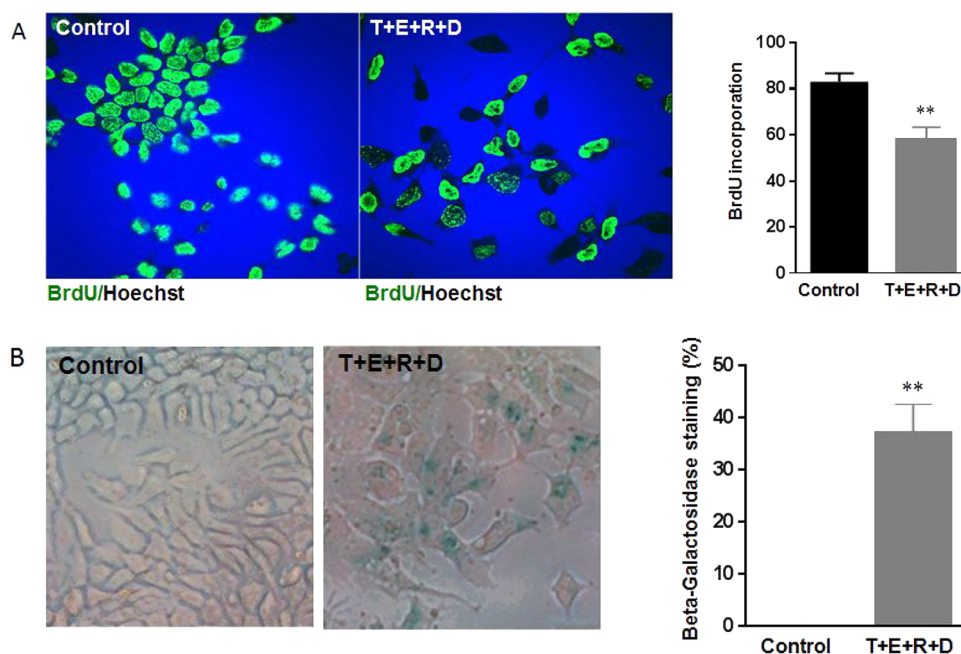 A
Control
T+E+R+D
BrdU/Hoechst
BrdU/Hoechst
BrdU incorporation
100
80
60
40
20
0
**
Control
T+E+R+D
B
Control
T+E+R+D
Beta-Galactosidase staining (%)
50
40
30
20
10
0
**
Control
T+E+R+D